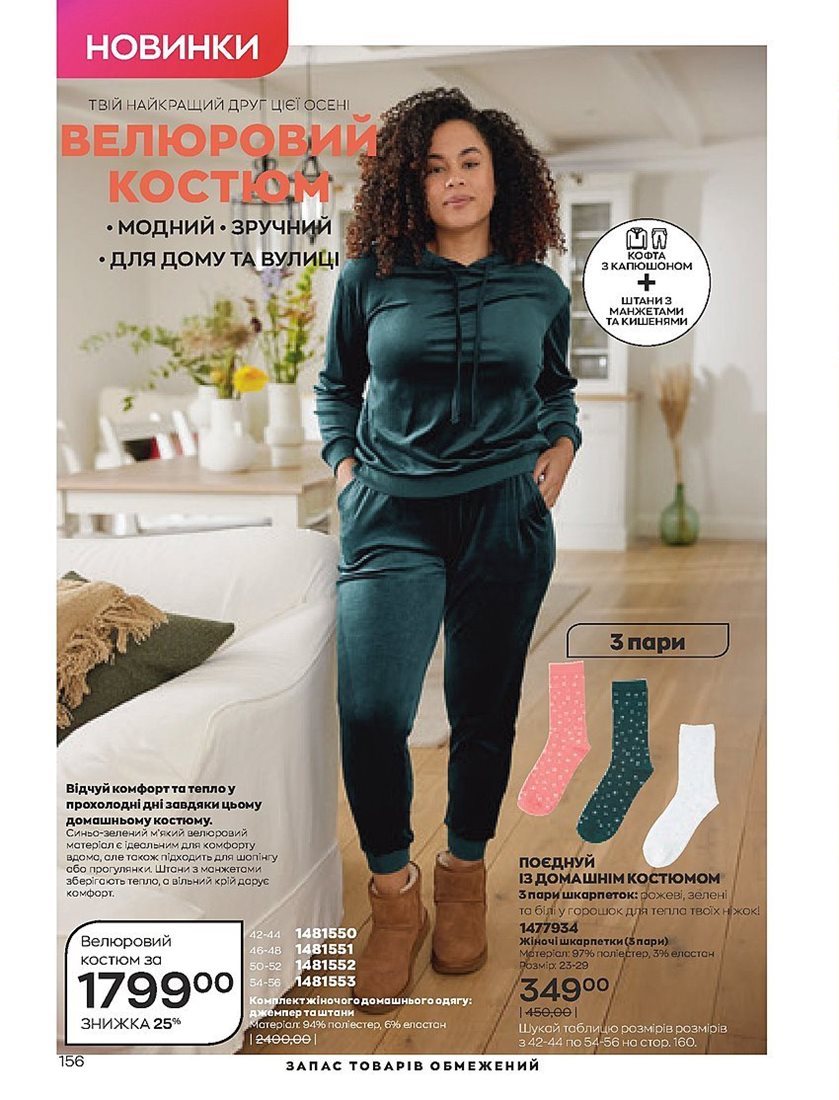 НОВИНКИ
ТВІЙ НАЙКРАЩИЙ ДРУГ ЦІЄЇ ОСЕНІ
ВЕЛЮРОВИЙ
КОСТЮМ
• МОДНИЙ • ЗРУЧНИЙ
• ДЛЯ ДОМУ ТА ВУЛИЦІ
КОФТА
З КАПЮШОНОМ
+
ШТАНИ З
МАНЖЕТАМИ
ТА КИШЕНЯМИ
3 пари
Відчуй комфорт та тепло у
прохолодні дні завдяки цьому
домашньому костюму.
Синьо-зелений м'який велюровий
матеріал є ідеальним для комфорту
вдома, але також підходить для шопінгу
або прогулянки. Штани з манжетами
зберігають тепло, а вільний крій дарує
комфорт.
Велюровий
костюм за
1799⁰⁰
ЗНИЖКА 25%
42-44 1481550
46-48 1481551
50-52 1481552
54-56 1481553
Комплект жіночого домашнього одягу:
джемпер та штани
Матеріал: 94% поліестер, 6% еластан
| 2400,00 |
ПОЄДНУЙ
ІЗ ДОМАШНІМ КОСТЮМОМ
3 пари шкарпеток: рожеві, зелені
та білі у горошок для тепла твоїх ніжок!
1477934
Жіночі шкарпетки (3 пари)
Матеріал: 97% поліестер, 3% еластан
Розмір: 23-29
349⁰⁰
| 450,00 |
Шукай таблицю розмірів розмірів
з 42-44 по 54-56 на стор. 160.
156
ЗАПАС ТОВАРІВ ОБМЕЖЕНИЙ